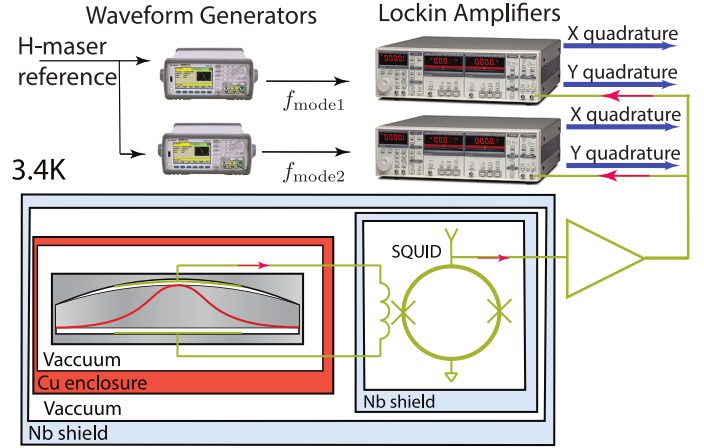 Waveform Generators
Lockin Amplifiers
H-maser
reference
f_mode1
X quadrature
Y quadrature
f_mode2
X quadrature
Y quadrature
3.4K
SQUID
Vaccuum
Cu enclosure
Vaccuum
Nb shield
Nb shield